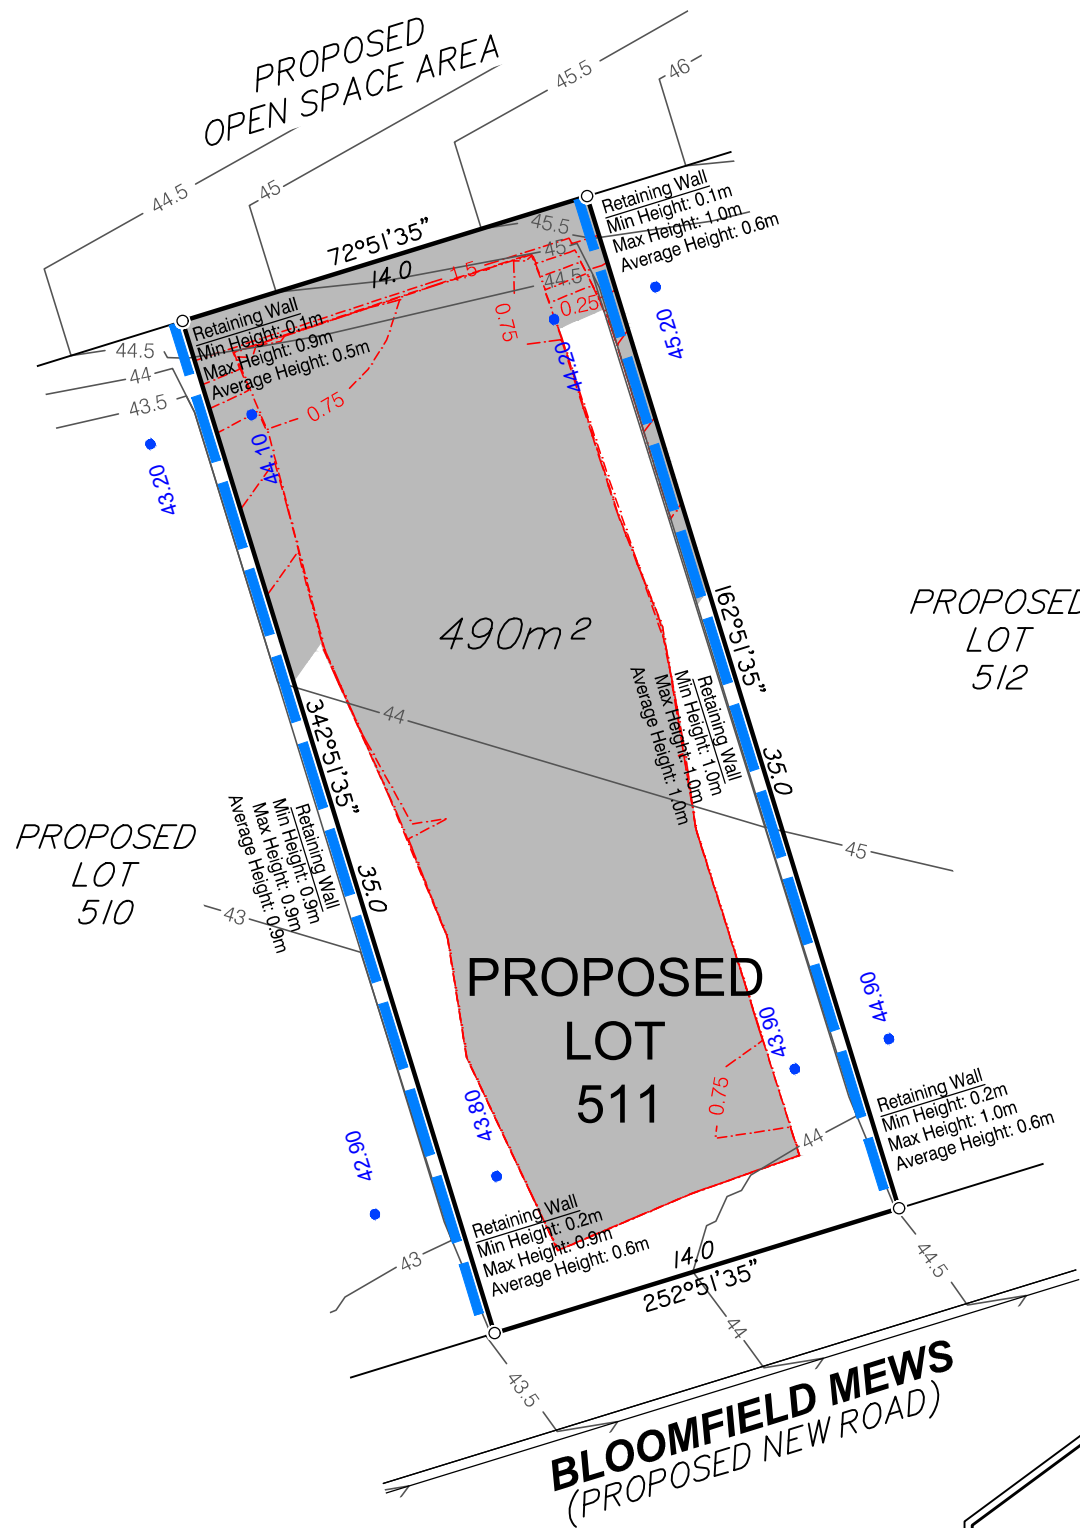 PROPOSED
OPEN SPACE AREA
45.5
46
44.5
45
72°51'35"
14.0
Retaining Wall
Min Height: 0.1m
Max Height: 1.0m
Average Height: 0.6m
45.5
45
44.5
1.5
0.75
0.25
Retaining Wall
Min Height: 0.1m
Max Height: 0.9m
Average Height: 0.5m
44.5
44
43.5
0.75
44.20
45.20
44.10
43.20
490m²
162°51'35"
35.0
PROPOSED
LOT
512
Retaining Wall
Min Height: 1.0m
Max Height: 1.0m
Average Height: 1.0m
44
342°51'35"
35.0
Retaining Wall
Min Height: 0.9m
Max Height: 0.9m
Average Height: 0.9m
PROPOSED
LOT
510
43
45
PROPOSED
LOT
511
43.90
44.90
0.75
43.80
42.90
44
Retaining Wall
Min Height: 0.2m
Max Height: 1.0m
Average Height: 0.6m
Retaining Wall
Min Height: 0.2m
Max Height: 0.9m
Average Height: 0.6m
43
14.0
252°51'35"
44.5
44
43.5
BLOOMFIELD MEWS
(PROPOSED NEW ROAD)